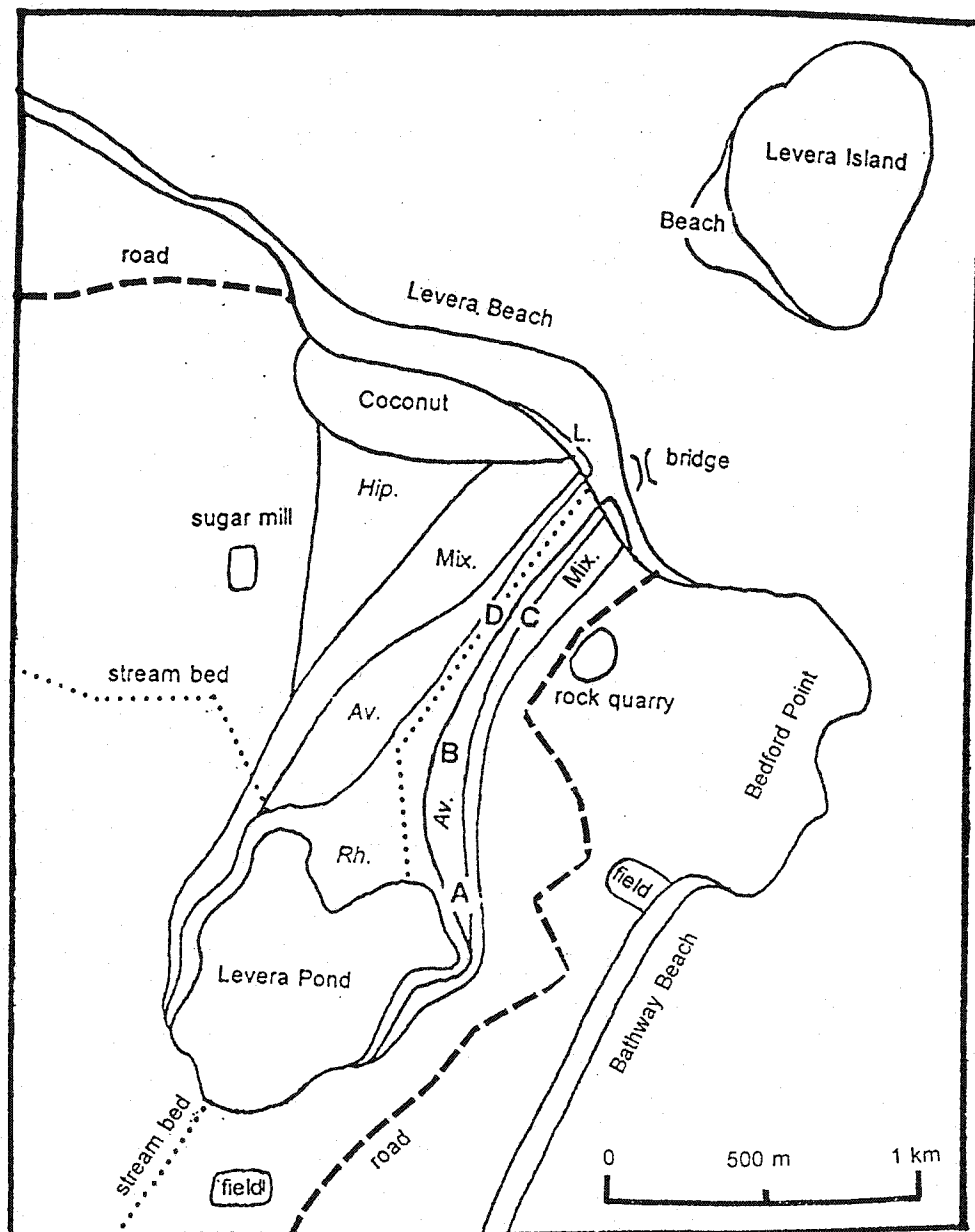 Levera Island
Beach
road
Levera Beach
Coconut
L.
bridge
Hip.
sugar mill
Mix.
Mix.
D
C
stream bed
rock quarry
Av.
B
Bedford Point
Av.
Rh.
A
field
Levera Pond
Bathway Beach
stream bed
road
field
0 500 m 1 km